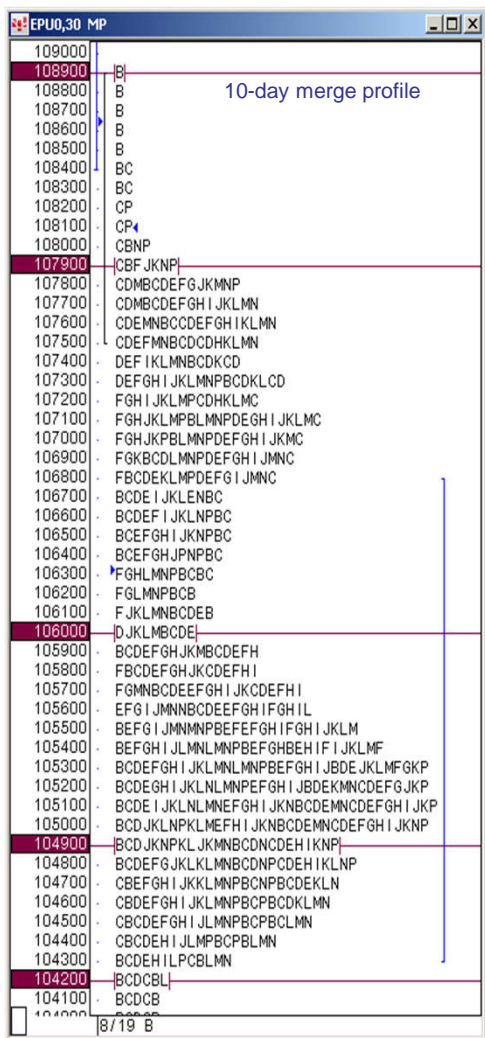 EPU0,30 MP
10-day merge profile
109000
108900 B
108800 B
108700 B
108600 B
108500 B
108400 BC
108300 BC
108200 CP
108100 CP
108000 CBNP
107900 CBFJKNP
107800 CDMBCDEFGJKMNP
107700 CDMBCDEFGHIJKLMN
107600 CDEMNBCCDEFGHIKLMN
107500 CDEFMNBCDCDHKLMN
107400 DEFIKLMNBCDKCD
107300 DEFGHIJKLMNPBCDKLCD
107200 FGHIJKLMPCDHKLMC
107100 FGHJKLMPBLMNPDEGHIJKLMC
107000 FGHJKPBLMNPDEFGHIJKMC
106900 FGKBCDLMNPDEFGHIJMNC
106800 FBCDEKLMPDEFGIJMNC
106700 BCDEIJKLENBC
106600 BCDEFIJKLNPBC
106500 BCEFGHIJKNPBC
106400 BCEFGHJPNPBC
106300 FGHLMNPBCBC
106200 FGLMNPBCB
106100 FJKLMNBCDEB
106000 DJKLMBCDE
105900 BCDEFGHJKMBCDEFH
105800 FBCDEFGHJKCDEFHI
105700 FGMNBCDEEFGHIJKCDEFHI
105600 EFGIJMNNBCDEEFGHIFGHIL
105500 BEFGIJMNMNPBEFEFGHIFGHIJKLM
105400 BEFGHIJLMNLMNPBEFGHBEHIFIJKLMF
105300 BCDEFGHIJKLMNLMNPBEFGHIJBDEJKLMFGKP
105200 BCDEGHIJKLNLMNPEFGHIJBDEKMNCDEFGJKP
105100 BCDEIJKLNLMNEFGHIJKNBCDEMNCDEFGHIJKP
105000 BCDJKLNPKLMEFHIJKNBCDEMNCDEFGHIJKNP
104900 BCDJKNPKLJKMNBCDNCDEHIKNP
104800 BCDEFGJKLKLMNBCDNPCDEHIKLNP
104700 CBEFGHIJKKLMNPBCNPBCDEKLN
104600 CBDEFGHIJKLMNPBCPBCDKLMN
104500 CBCDEFGHIJLMNPBCPBCLMN
104400 CBCDEHIJLMPBCPBLMN
104300 BCDEHILPCBLMN
104200 BCDCBL
104100 BCDCB
8/19 B